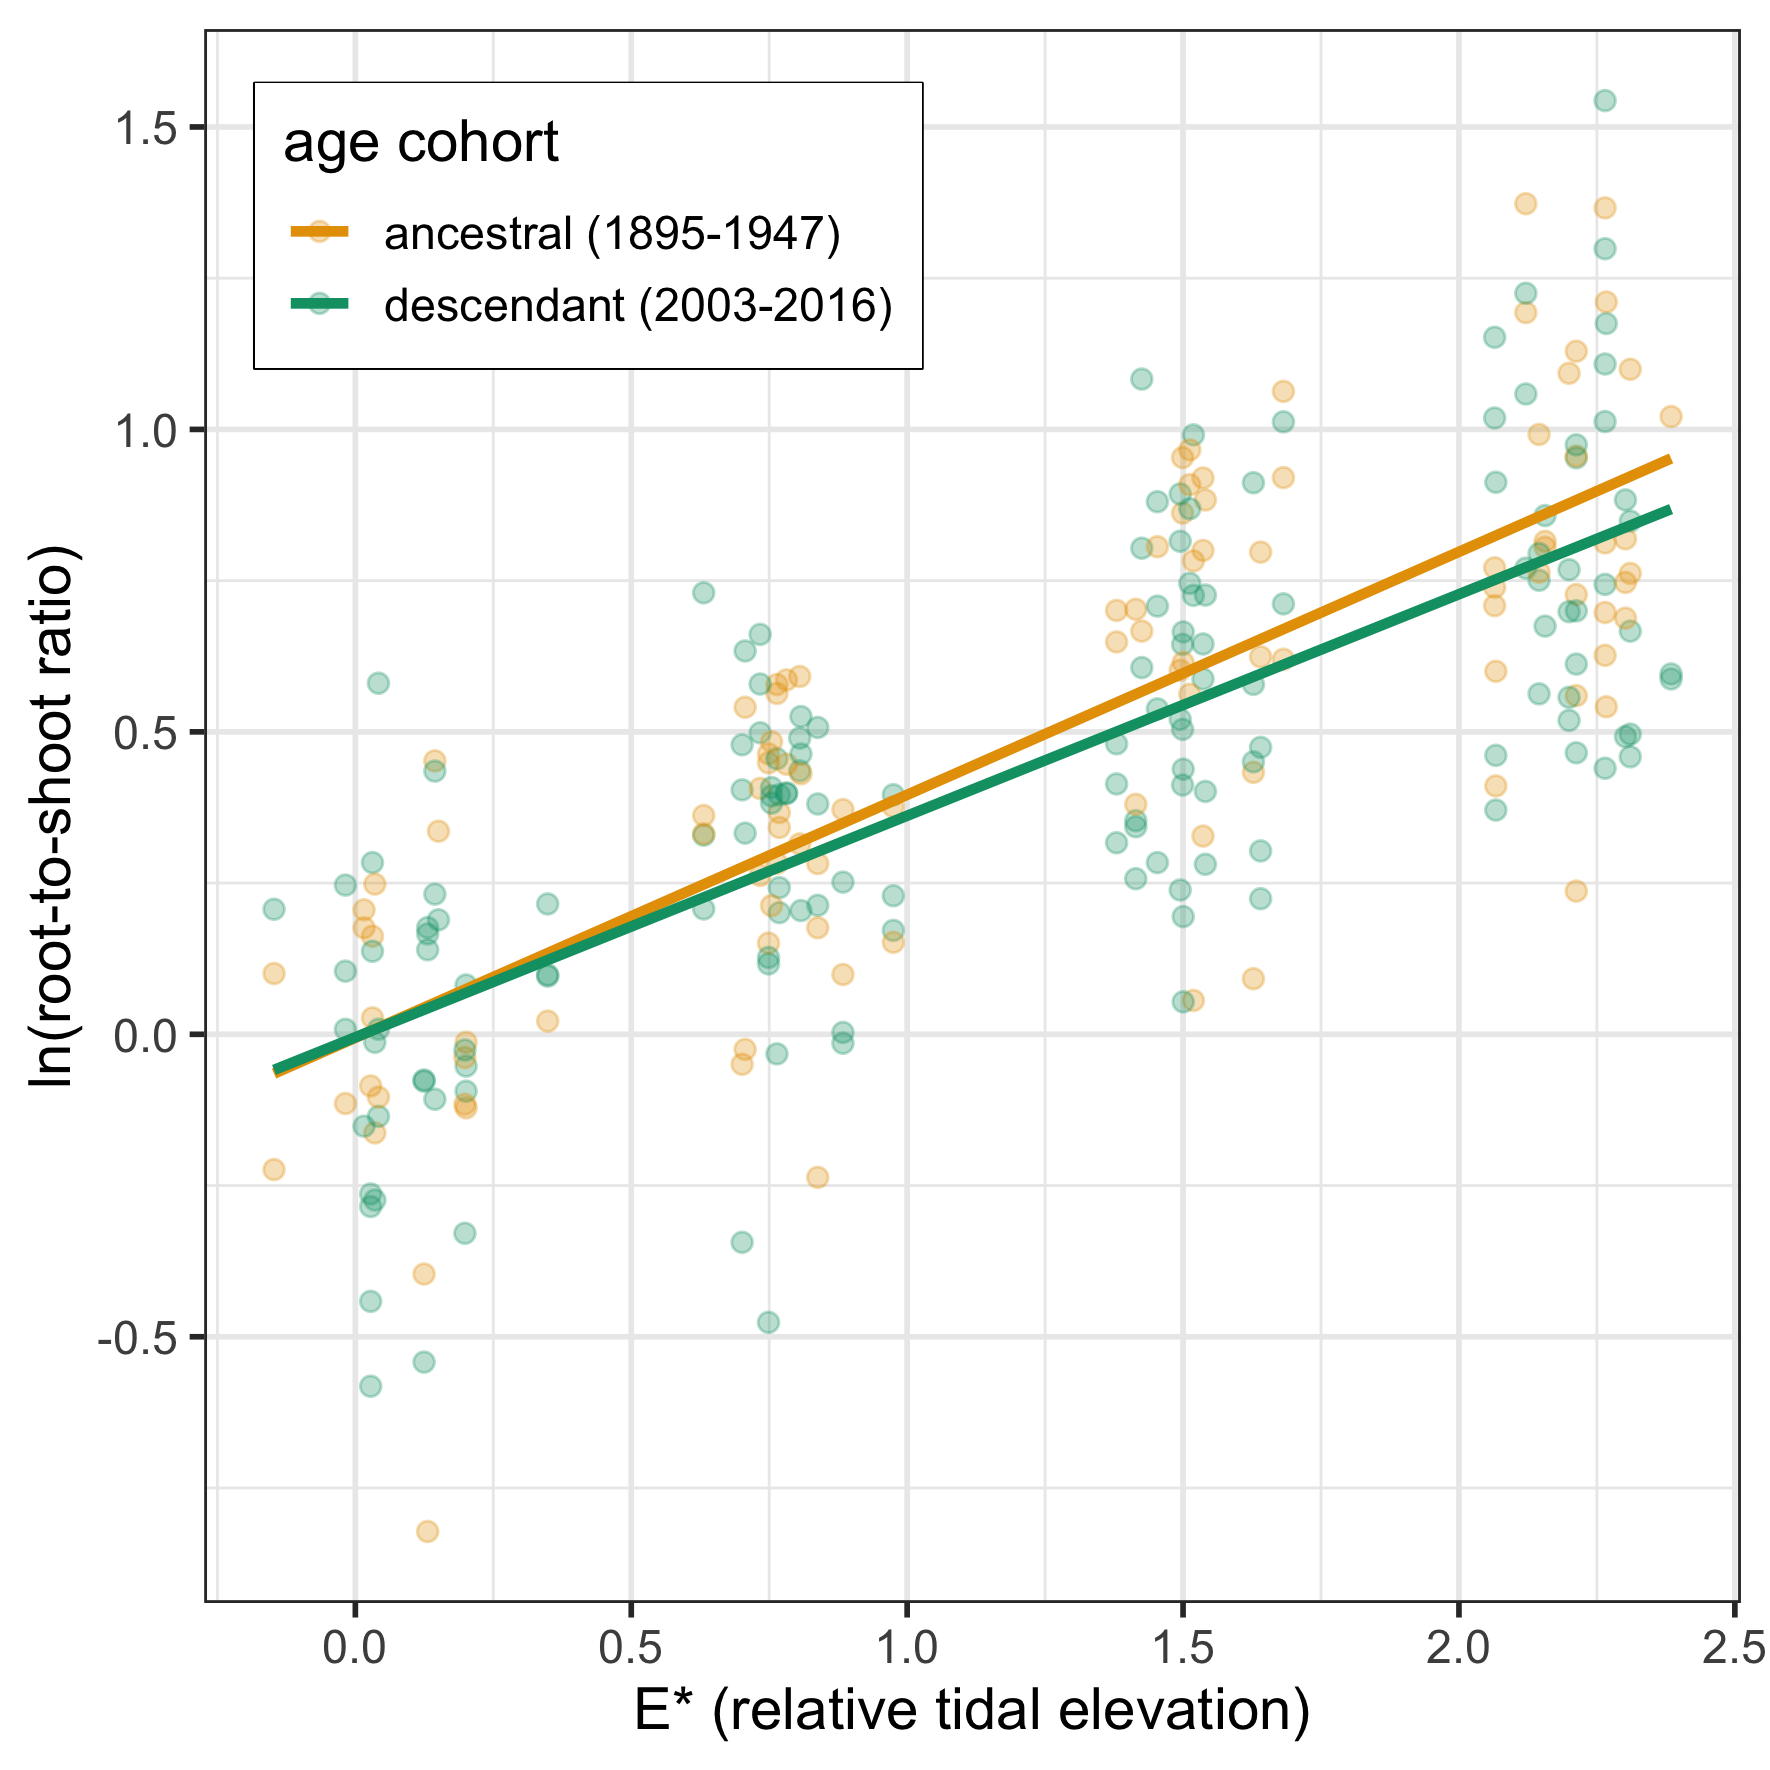 age cohort
ancestral (1895-1947)
descendant (2003-2016)
1.5
1.0
0.5
0.0
-0.5
ln(root-to-shoot ratio)
0.0 0.5 1.0 1.5 2.0 2.5
E* (relative tidal elevation)